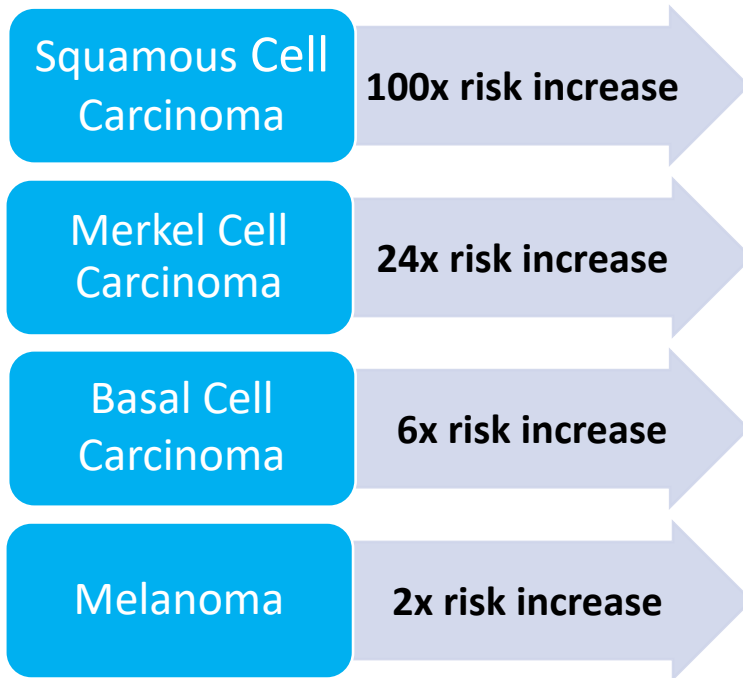 Squamous Cell
Carcinoma
100x risk increase
Merkel Cell
Carcinoma
24x risk increase
Basal Cell
Carcinoma
6x risk increase
Melanoma
2x risk increase